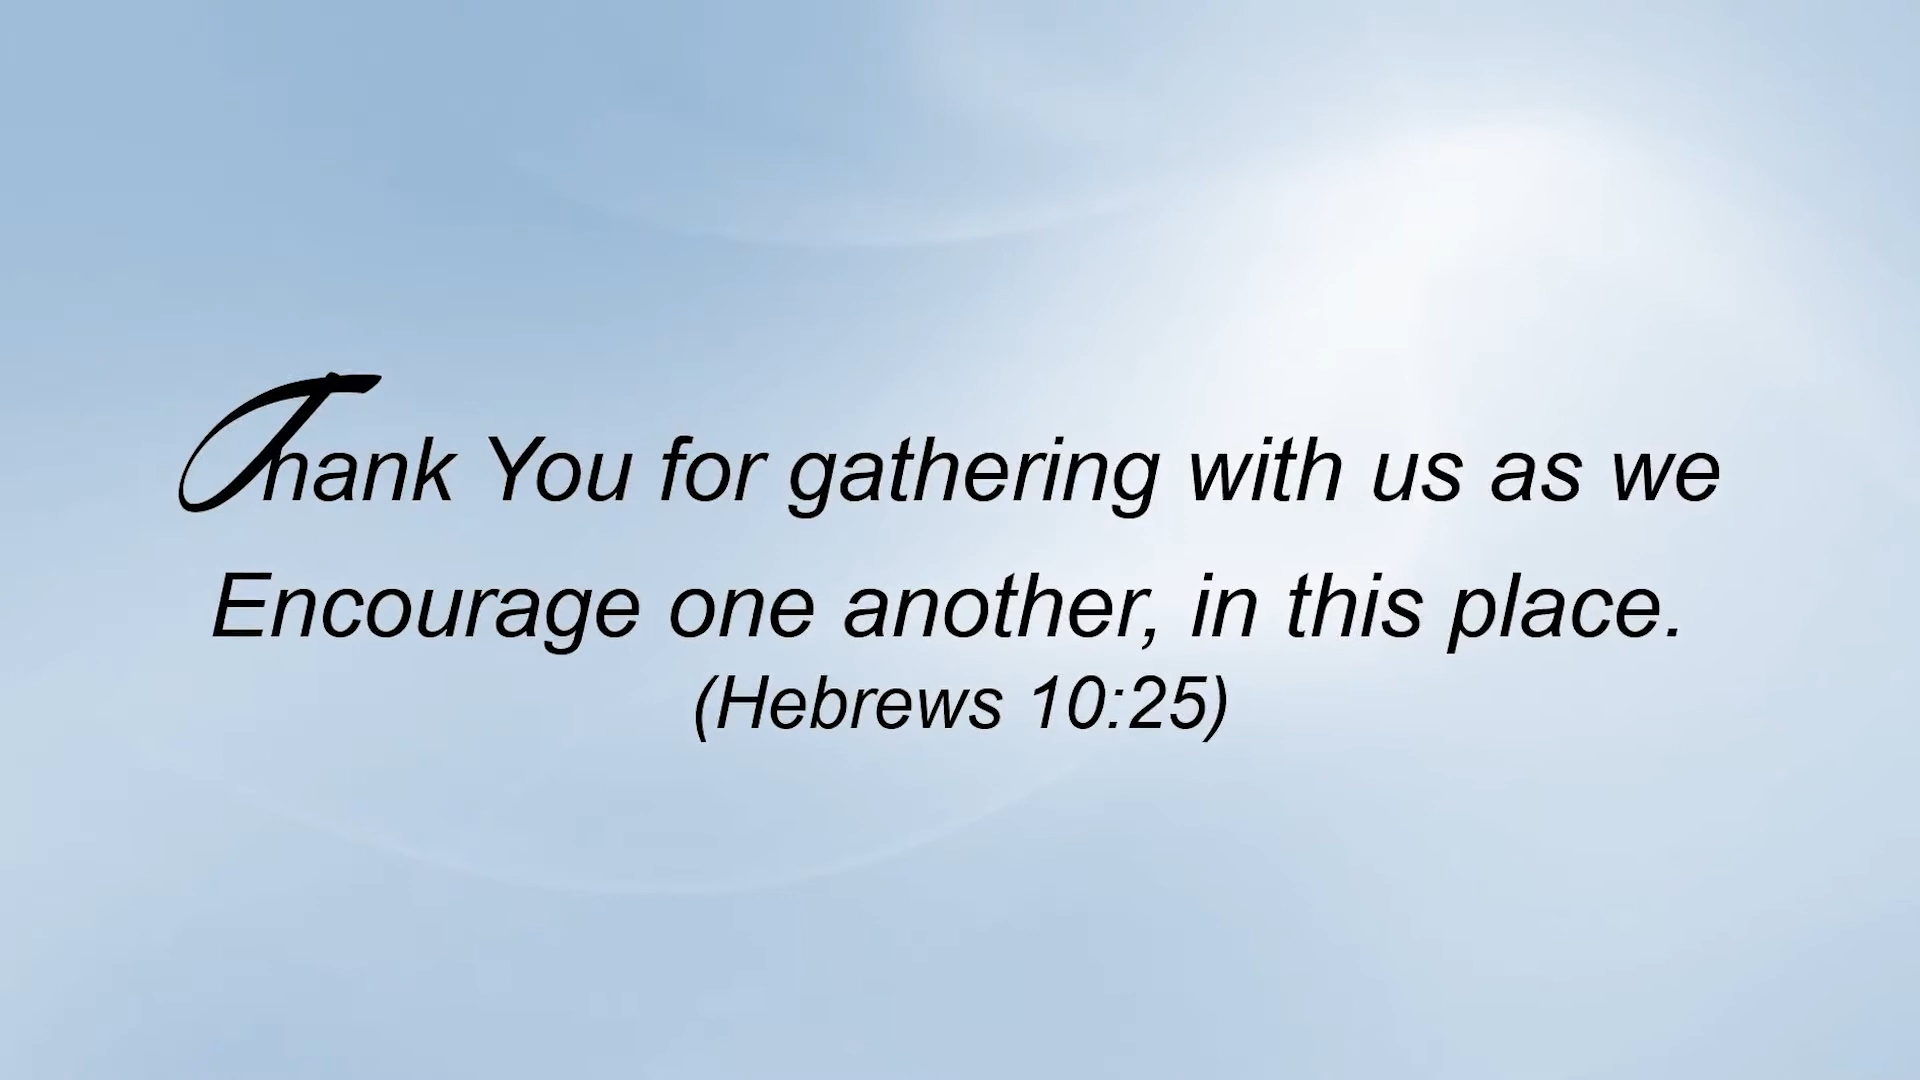 Thank You for gathering with us as we
Encourage one another, in this place.
(Hebrews 10:25)